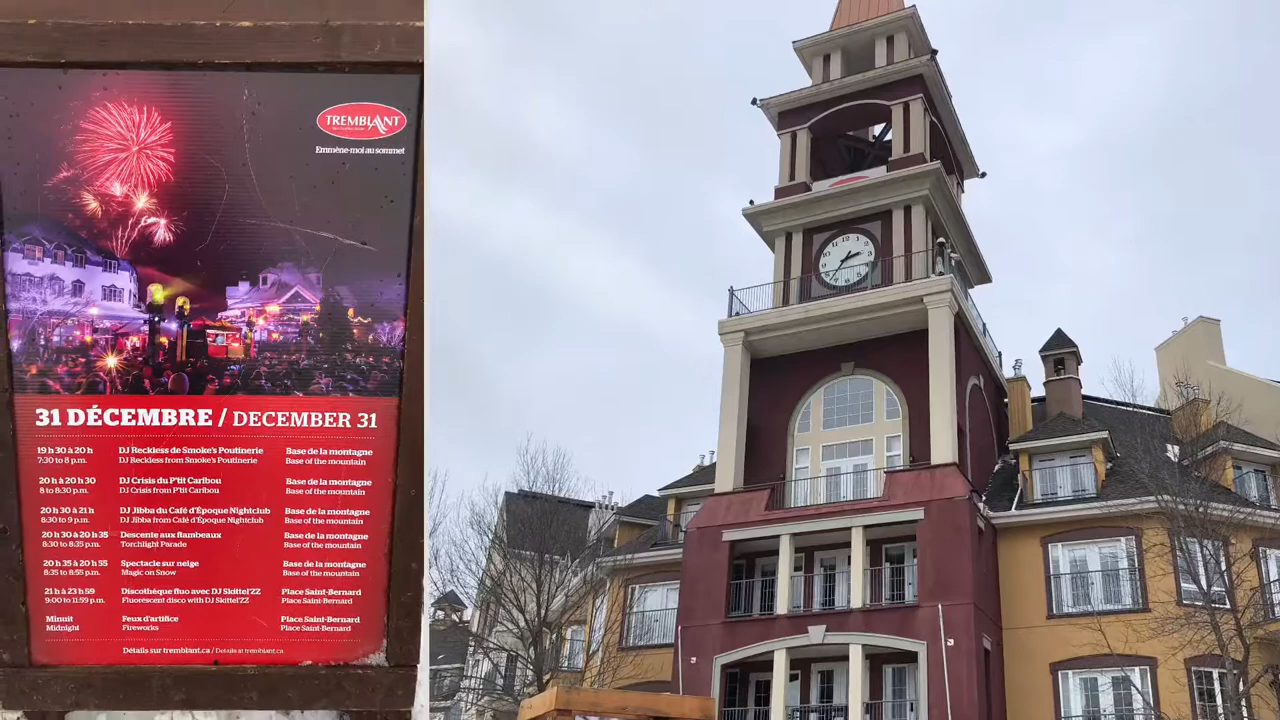 TREMBLANT
Emmène-moi au sommet
31 DÉCEMBRE / DECEMBER 31
19 h 30 à 20 h DJ Reckless de Smoke's Poutinerie Base de la montagne
7:30 to 8 p.m. DJ Reckless from Smoke's Poutinerie Base of the mountain
20 h à 20 h 30 DJ Crisis du P'tit Caribou Base de la montagne
8 to 8:30 p.m. DJ Crisis from P'tit Caribou Base of the mountain
20 h 30 à 21 h DJ Jibba du Café d'Époque Nightclub Base de la montagne
8:30 to 9 p.m. DJ Jibba from Café d'Époque Nightclub Base of the mountain
20 h 30 à 20 h 35 Descente aux flambeaux Base de la montagne
8:30 to 8:35 p.m. Torchlight Parade Base of the mountain
20 h 35 à 20 h 55 Spectacle sur neige Base de la montagne
8:35 to 8:55 p.m. Magic on Snow Base of the mountain
21 h à 23 h 59 Discothèque fluo avec DJ Skittel'ZZ Place Saint-Bernard
9:00 to 11:59 p.m. Fluorescent disco with DJ Skittel'ZZ Place Saint-Bernard
Minuit Feux d'artifice Place Saint-Bernard
Midnight Fireworks Place Saint-Bernard
Détails sur tremblant.ca / Details at tremblant.ca